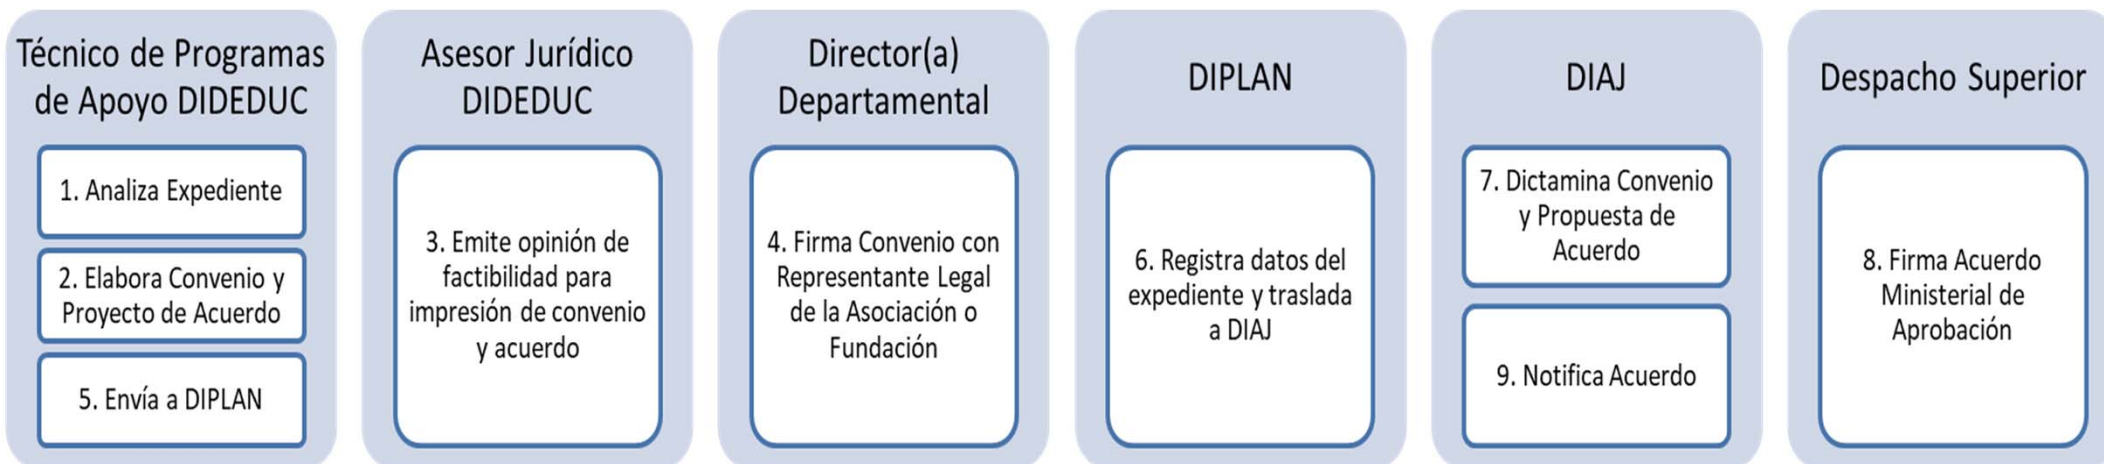 Técnico de Programas
de Apoyo DIDEDUC
1. Analiza Expediente
2. Elabora Convenio y
Proyecto de Acuerdo
5. Envía a DIPLAN
Asesor Jurídico
DIDEDUC
3. Emite opinión de
factibilidad para
impresión de convenio
y acuerdo
Director(a)
Departamental
4. Firma Convenio con
Representante Legal
de la Asociación o
Fundación
DIPLAN
6. Registra datos del
expediente y traslada
a DIAJ
DIAJ
7. Dictamina Convenio
y Propuesta de
Acuerdo
9. Notifica Acuerdo
Despacho Superior
8. Firma Acuerdo
Ministerial de
Aprobación